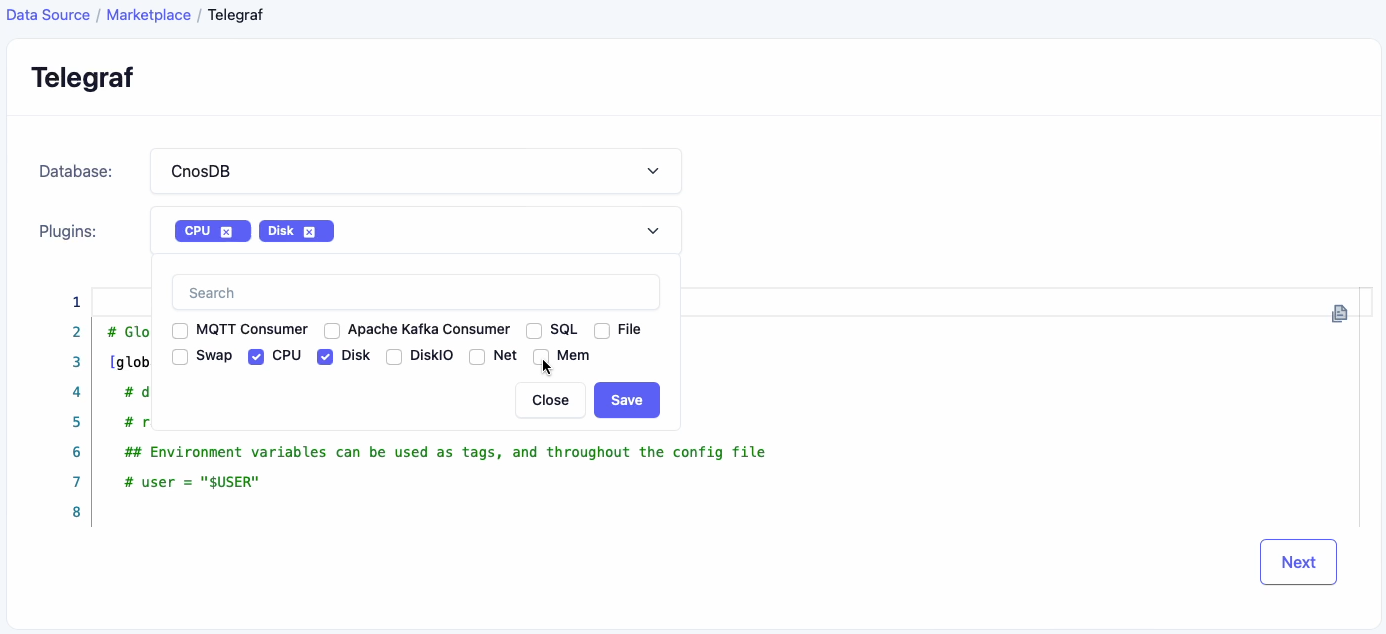 Data Source / Marketplace / Telegraf
Telegraf
Database:
CnosDB
Plugins:
CPU
Disk
Search
MQTT Consumer Apache Kafka Consumer SQL File
Swap CPU Disk DiskIO Net Mem
Close Save
1
2 # Glo
3 [glob
4 # d
5 # r
6 ## Environment variables can be used as tags, and throughout the config file
7 # user = "$USER"
8
Next